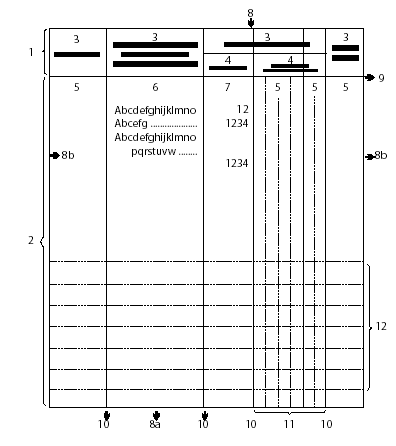 8
3 3 3 3
1
4 4
9
5 6 7 5 5 5
Abcdefghijklmno 12
Abcefg .................... 1234
Abcdefghijklmno
8b pqrstuvw ....... 8b
1234
2
12
10 8a 10 10 11 10